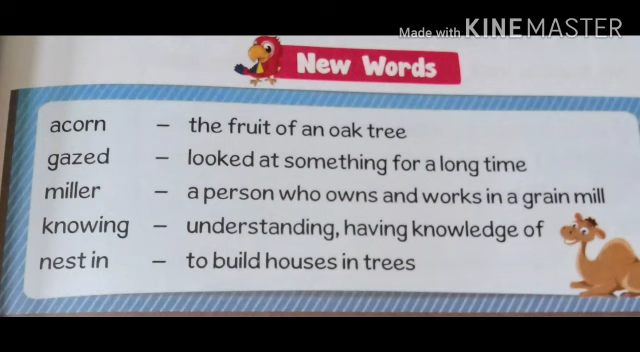 Made with KINEMASTER
New Words
acorn – the fruit of an oak tree
gazed – looked at something for a long time
miller – a person who owns and works in a grain mill
knowing – understanding, having knowledge of
nest in – to build houses in trees